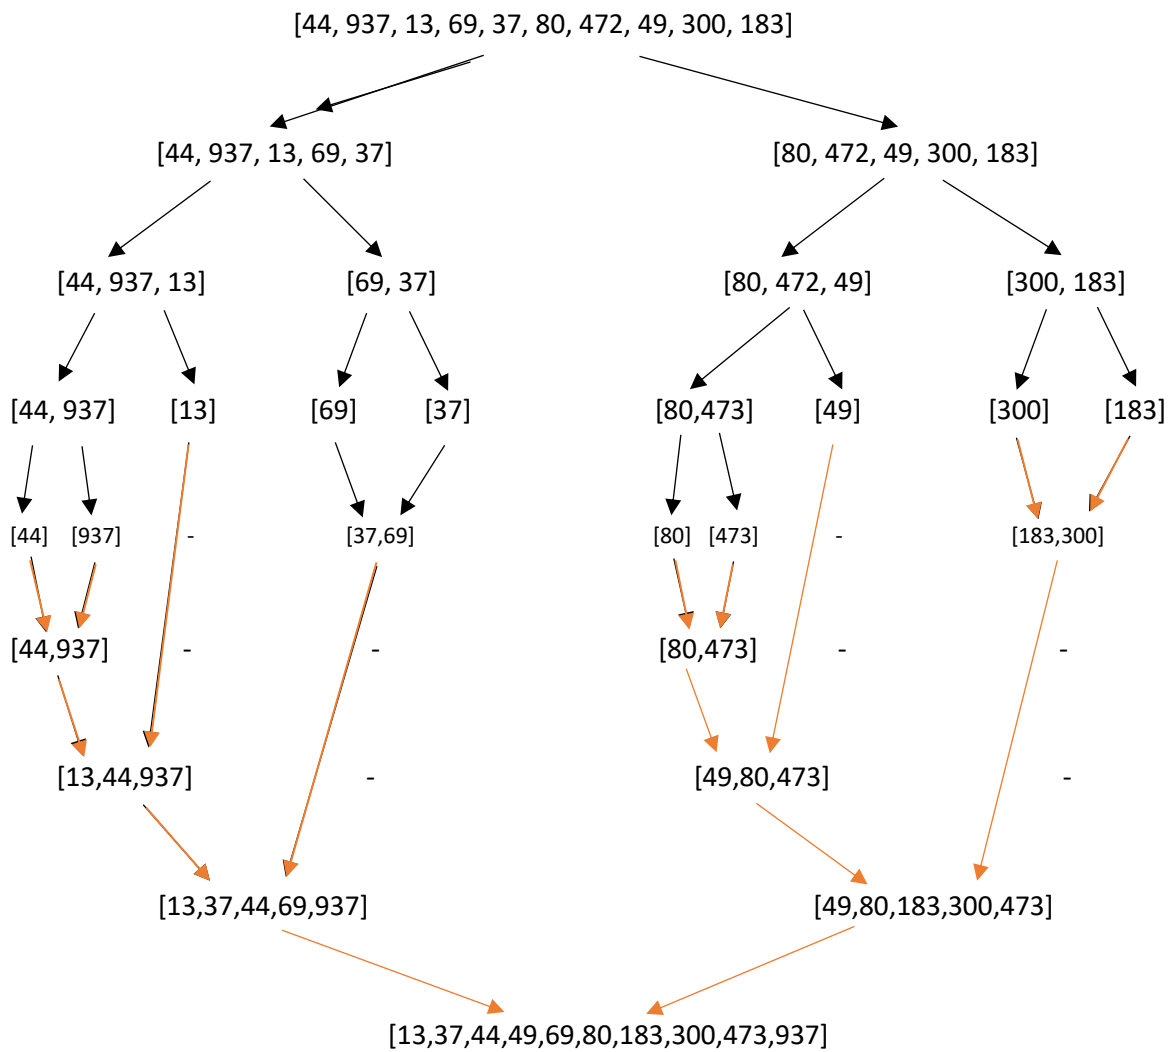 [44, 937, 13, 69, 37, 80, 472, 49, 300, 183]
[44, 937, 13, 69, 37] [80, 472, 49, 300, 183]
[44, 937, 13] [69, 37] [80, 472, 49] [300, 183]
[44, 937] [13] [69] [37] [80,473] [49] [300] [183]
[44] [937] - [37,69] [80] [473] - [183,300]
[44,937] - - [80,473] - -
[13,44,937] - [49,80,473] -
[13,37,44,69,937] [49,80,183,300,473]
[13,37,44,49,69,80,183,300,473,937]